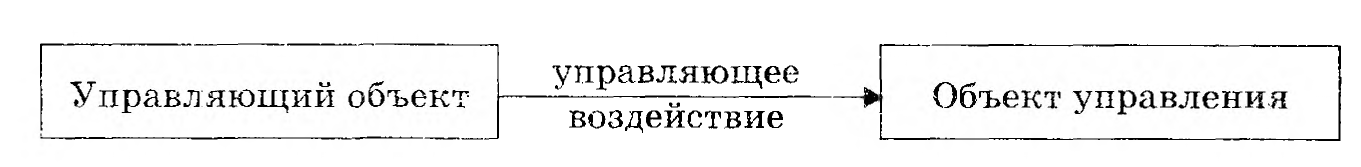 Управляющий объект
управляющее
воздействие
Объект управления